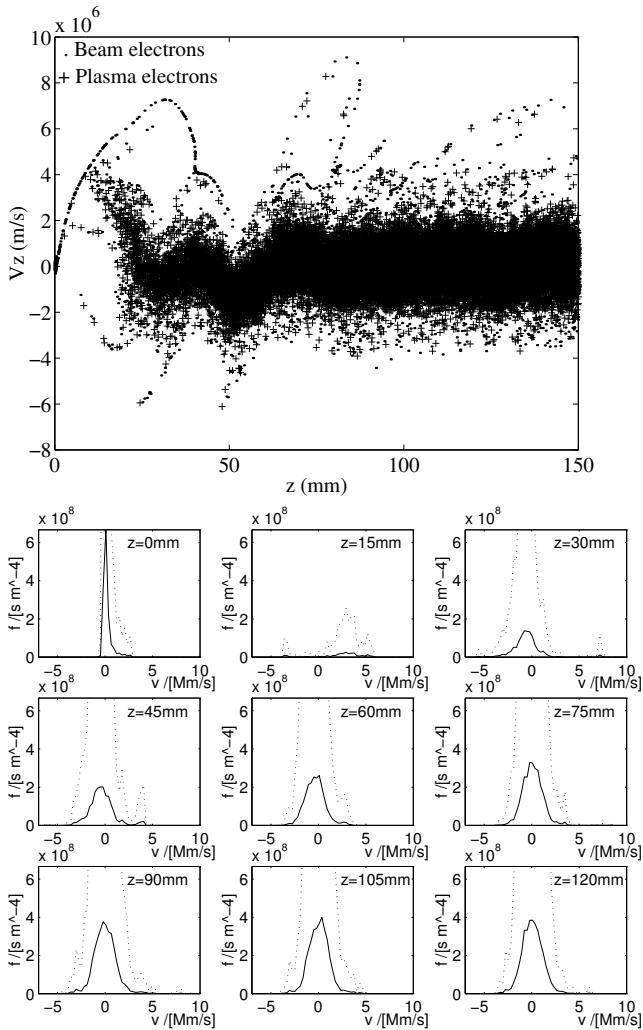 x 10^6
10
. Beam electrons
+ Plasma electrons
8
6
4
2
0
−2
−4
−6
−8
Vz (m/s)
0 50 100 150
z (mm)
x 10^8 x 10^8 x 10^8
z=0mm z=15mm z=30mm
6 6 6
4 4 4
2 2 2
0 0 0
f /[s m^−4] f /[s m^−4] f /[s m^−4]
−5 0 5 10 −5 0 5 10 −5 0 5 10
v /[Mm/s] v /[Mm/s] v /[Mm/s]
x 10^8 x 10^8 x 10^8
z=45mm z=60mm z=75mm
6 6 6
4 4 4
2 2 2
0 0 0
f /[s m^−4] f /[s m^−4] f /[s m^−4]
−5 0 5 10 −5 0 5 10 −5 0 5 10
v /[Mm/s] v /[Mm/s] v /[Mm/s]
x 10^8 x 10^8 x 10^8
z=90mm z=105mm z=120mm
6 6 6
4 4 4
2 2 2
0 0 0
f /[s m^−4] f /[s m^−4] f /[s m^−4]
−5 0 5 10 −5 0 5 10 −5 0 5 10
v /[Mm/s] v /[Mm/s] v /[Mm/s]